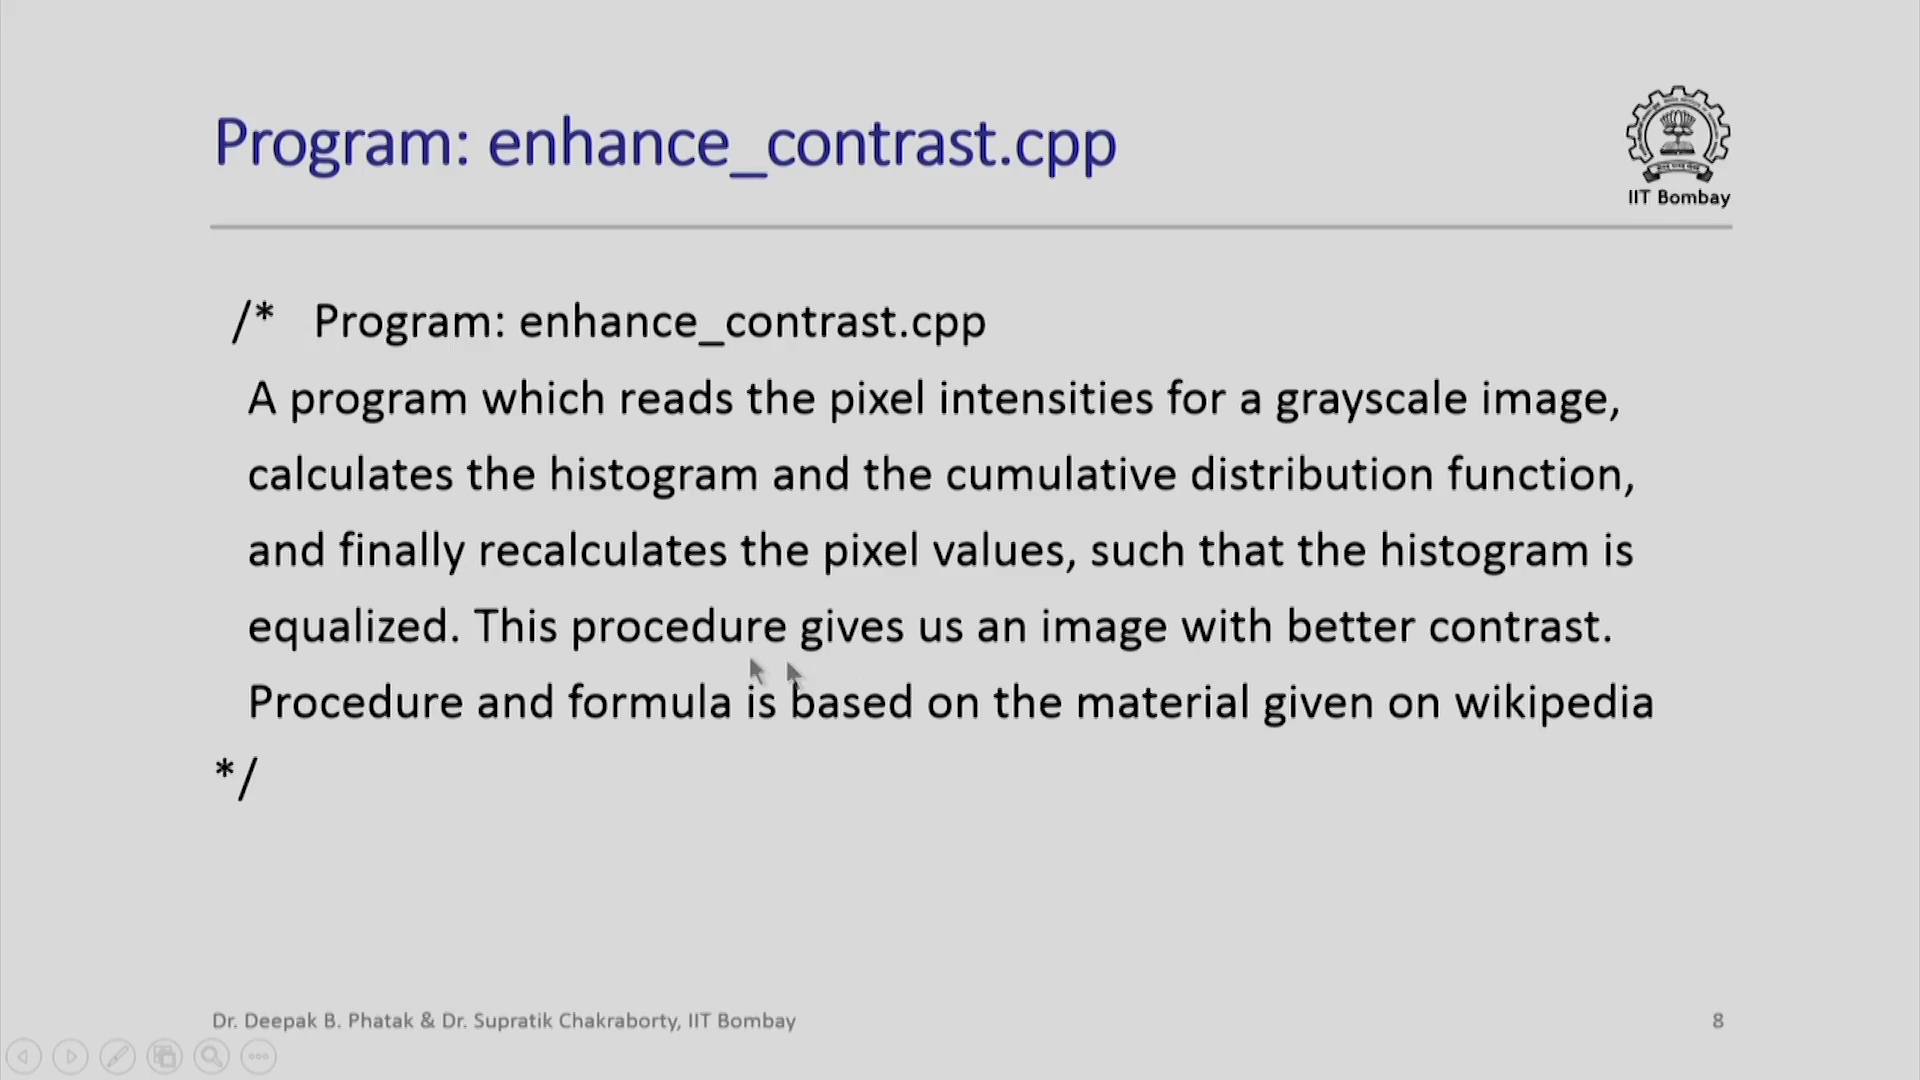 Program: enhance_contrast.cpp
IIT Bombay
/* Program: enhance_contrast.cpp
A program which reads the pixel intensities for a grayscale image,
calculates the histogram and the cumulative distribution function,
and finally recalculates the pixel values, such that the histogram is
equalized. This procedure gives us an image with better contrast.
Procedure and formula is based on the material given on wikipedia
*/
Dr. Deepak B. Phatak & Dr. Supratik Chakraborty, IIT Bombay
8